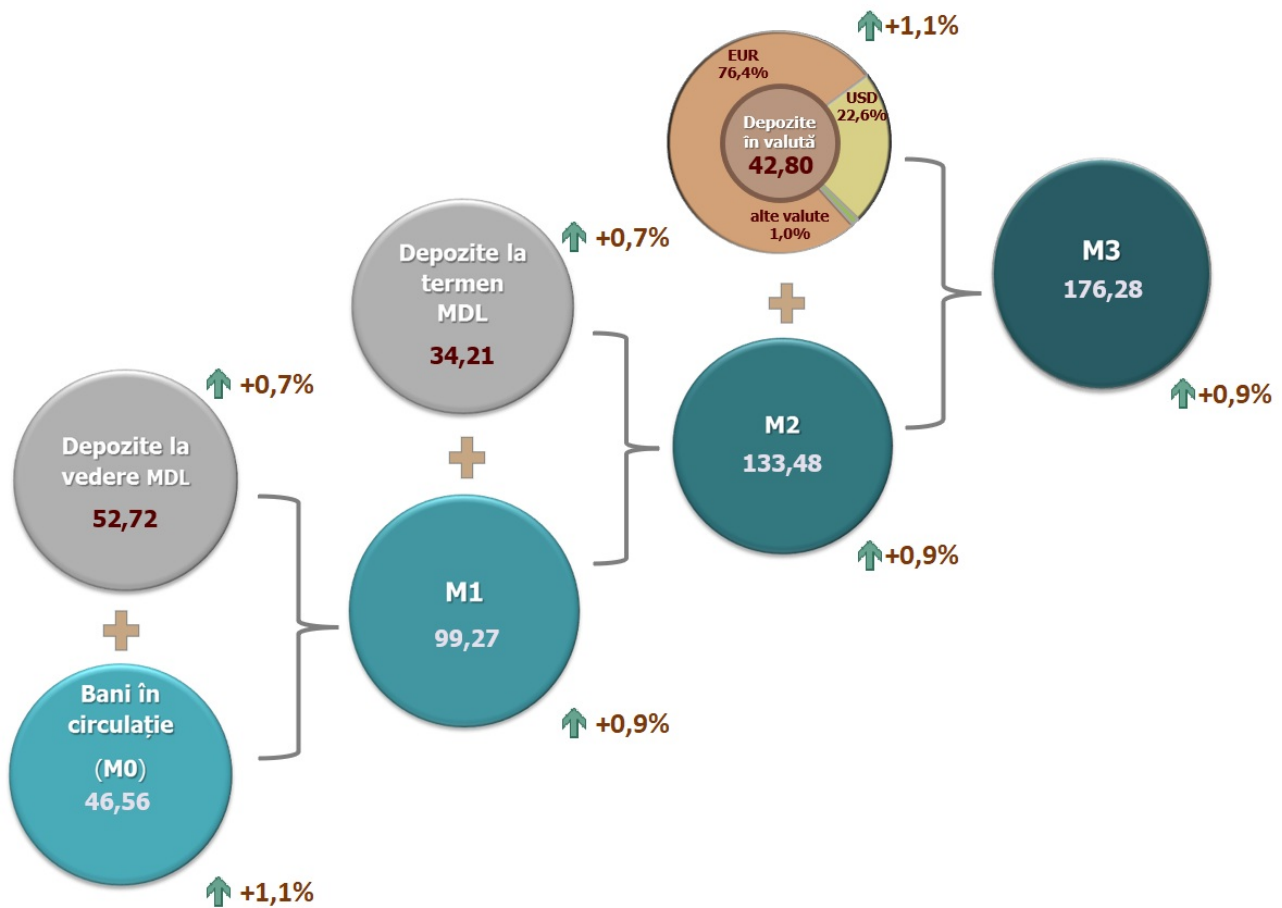 +1,1%
EUR
76,4%
USD
22,6%
Depozite
în valută
42,80
alte valute
1,0%
+0,7%
Depozite la
termen
MDL
34,21
M3
176,28
+0,9%
+0,7%
Depozite la
vedere MDL
52,72
M2
133,48
+0,9%
M1
99,27
+0,9%
Bani în
circulație
(M0)
46,56
+1,1%